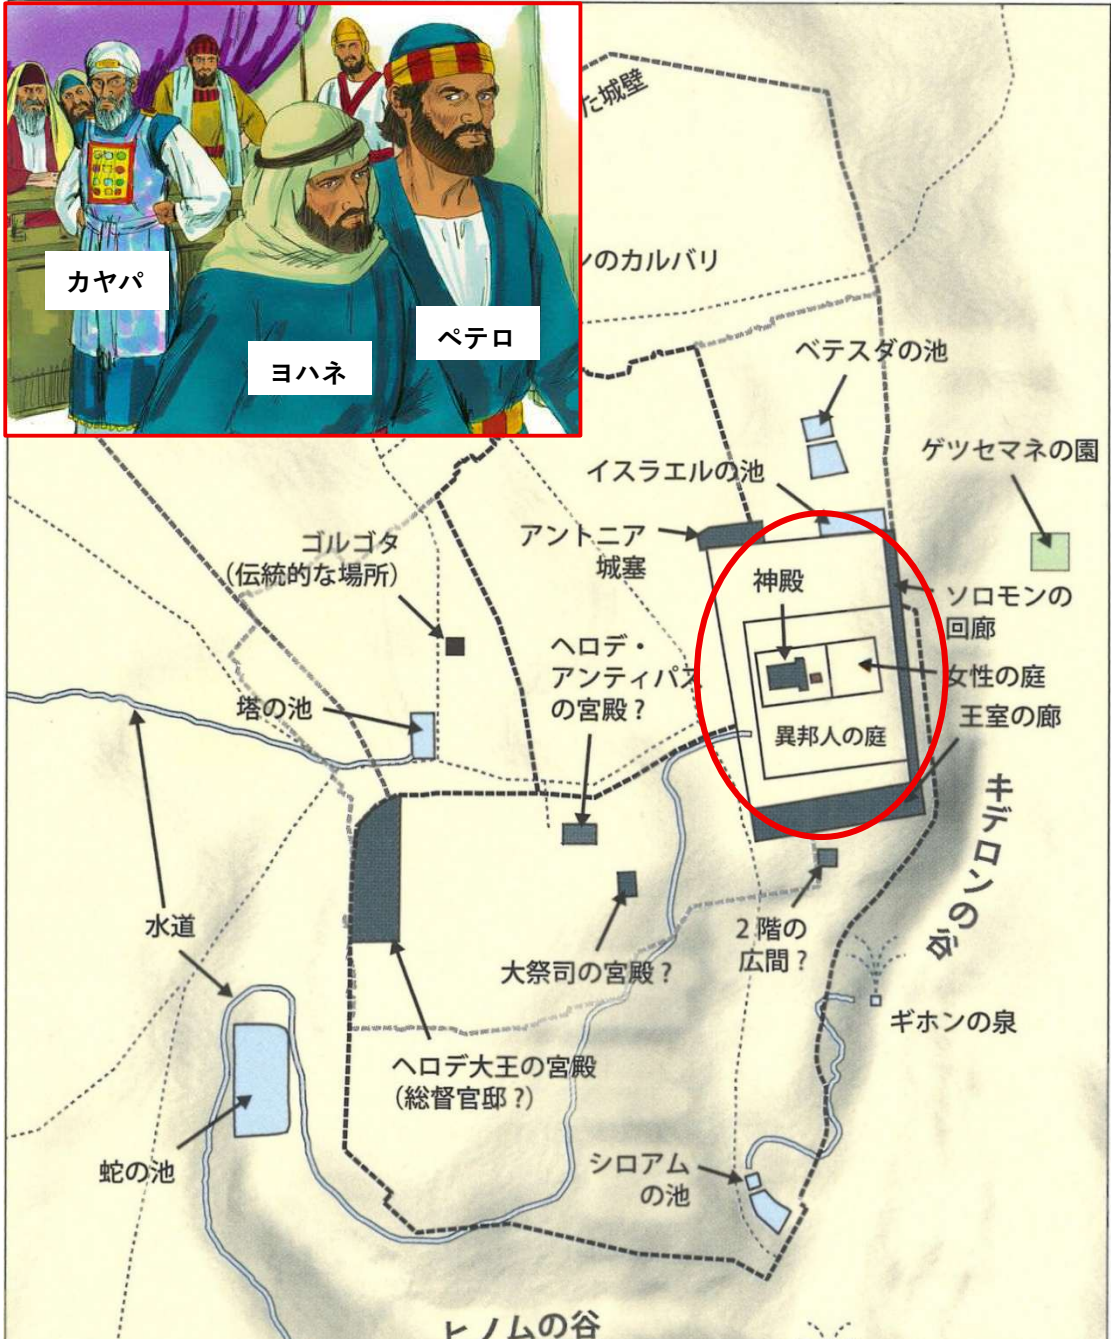 カヤパ
ヨハネ
ペテロ
た城壁
ンのカルバリ
ベテスダの池
ゲツセマネの園
イスラエルの池
アントニア
城塞
ゴルゴタ
(伝統的な場所)
神殿
ソロモンの
回廊
ヘロデ・
アンティパス
の宮殿?
女性の庭
塔の池
王室の廊
異邦人の庭
キデロンの谷
水道
2階の
広間?
大祭司の宮殿?
ギホンの泉
ヘロデ大王の宮殿
(総督官邸?)
シロアム
の池
蛇の池
ヒノムの谷